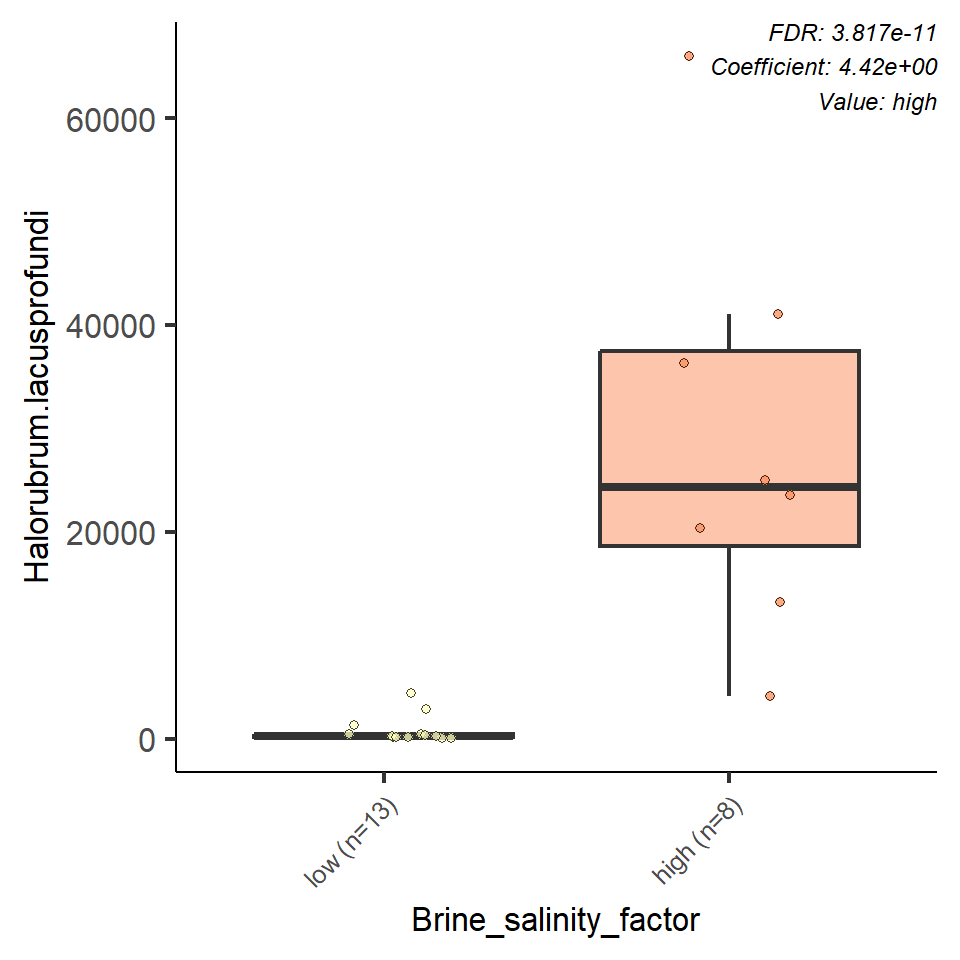 FDR: 3.817e-11
Coefficient: 4.42e+00
Value: high
Halorubrum.lacusprofundi
60000
40000
20000
0
low (n=13)
high (n=8)
Brine_salinity_factor